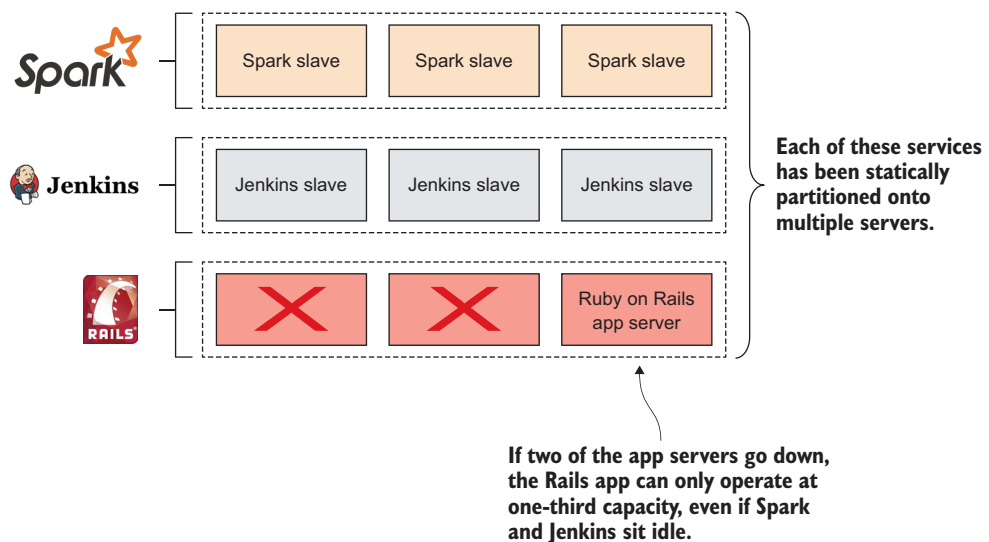 Spark
Spark slave
Spark slave
Spark slave
Jenkins
Jenkins slave
Jenkins slave
Jenkins slave
Each of these services
has been statically
partitioned onto
multiple servers.
RAILS
Ruby on Rails
app server
If two of the app servers go down,
the Rails app can only operate at
one-third capacity, even if Spark
and Jenkins sit idle.